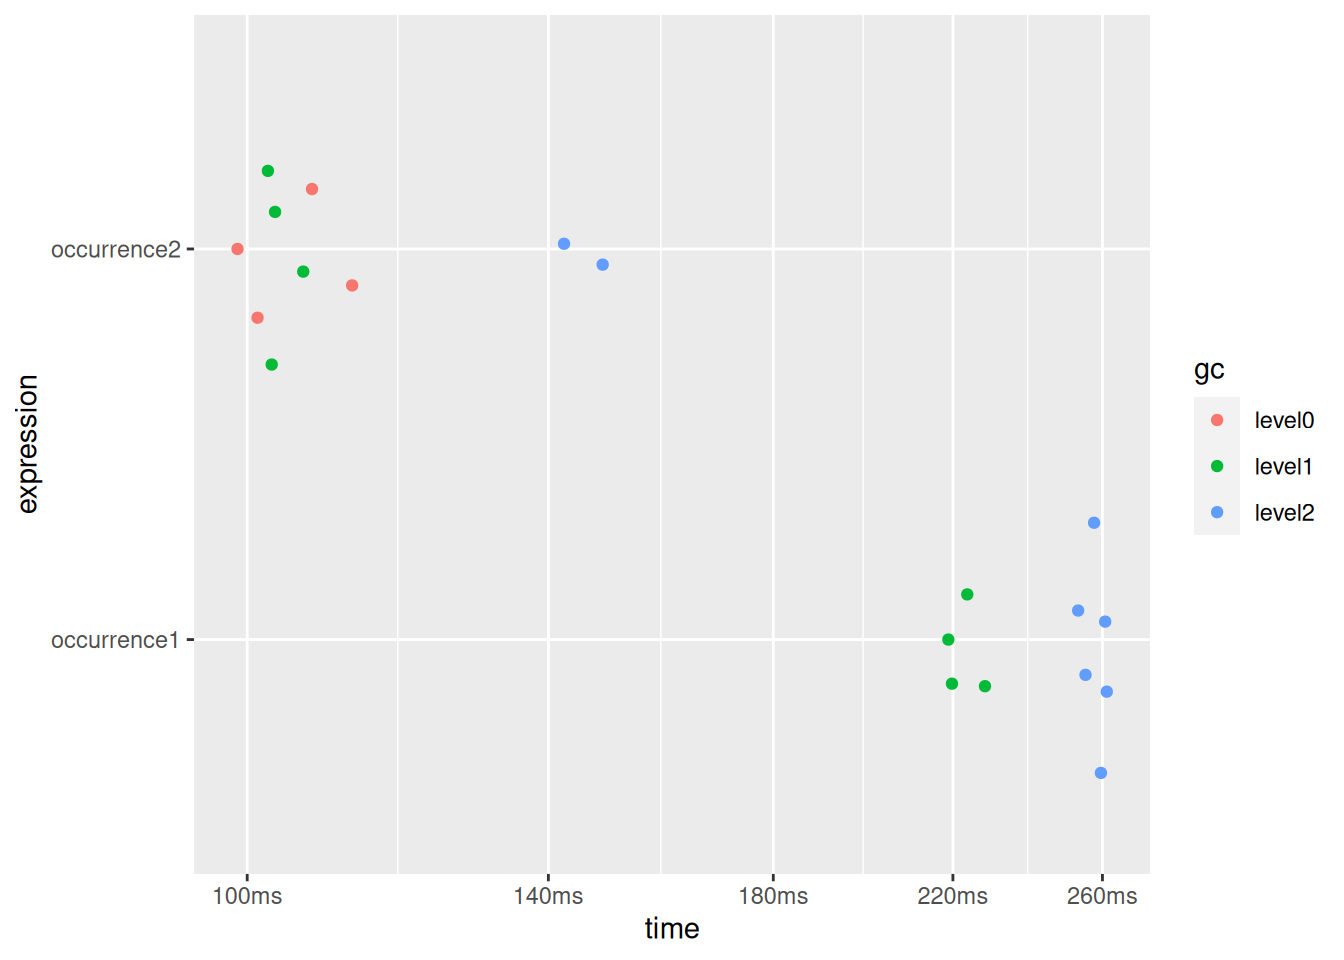 occurrence2
occurrence1
expression
100ms
140ms
180ms
220ms
260ms
time
gc
level0
level1
level2